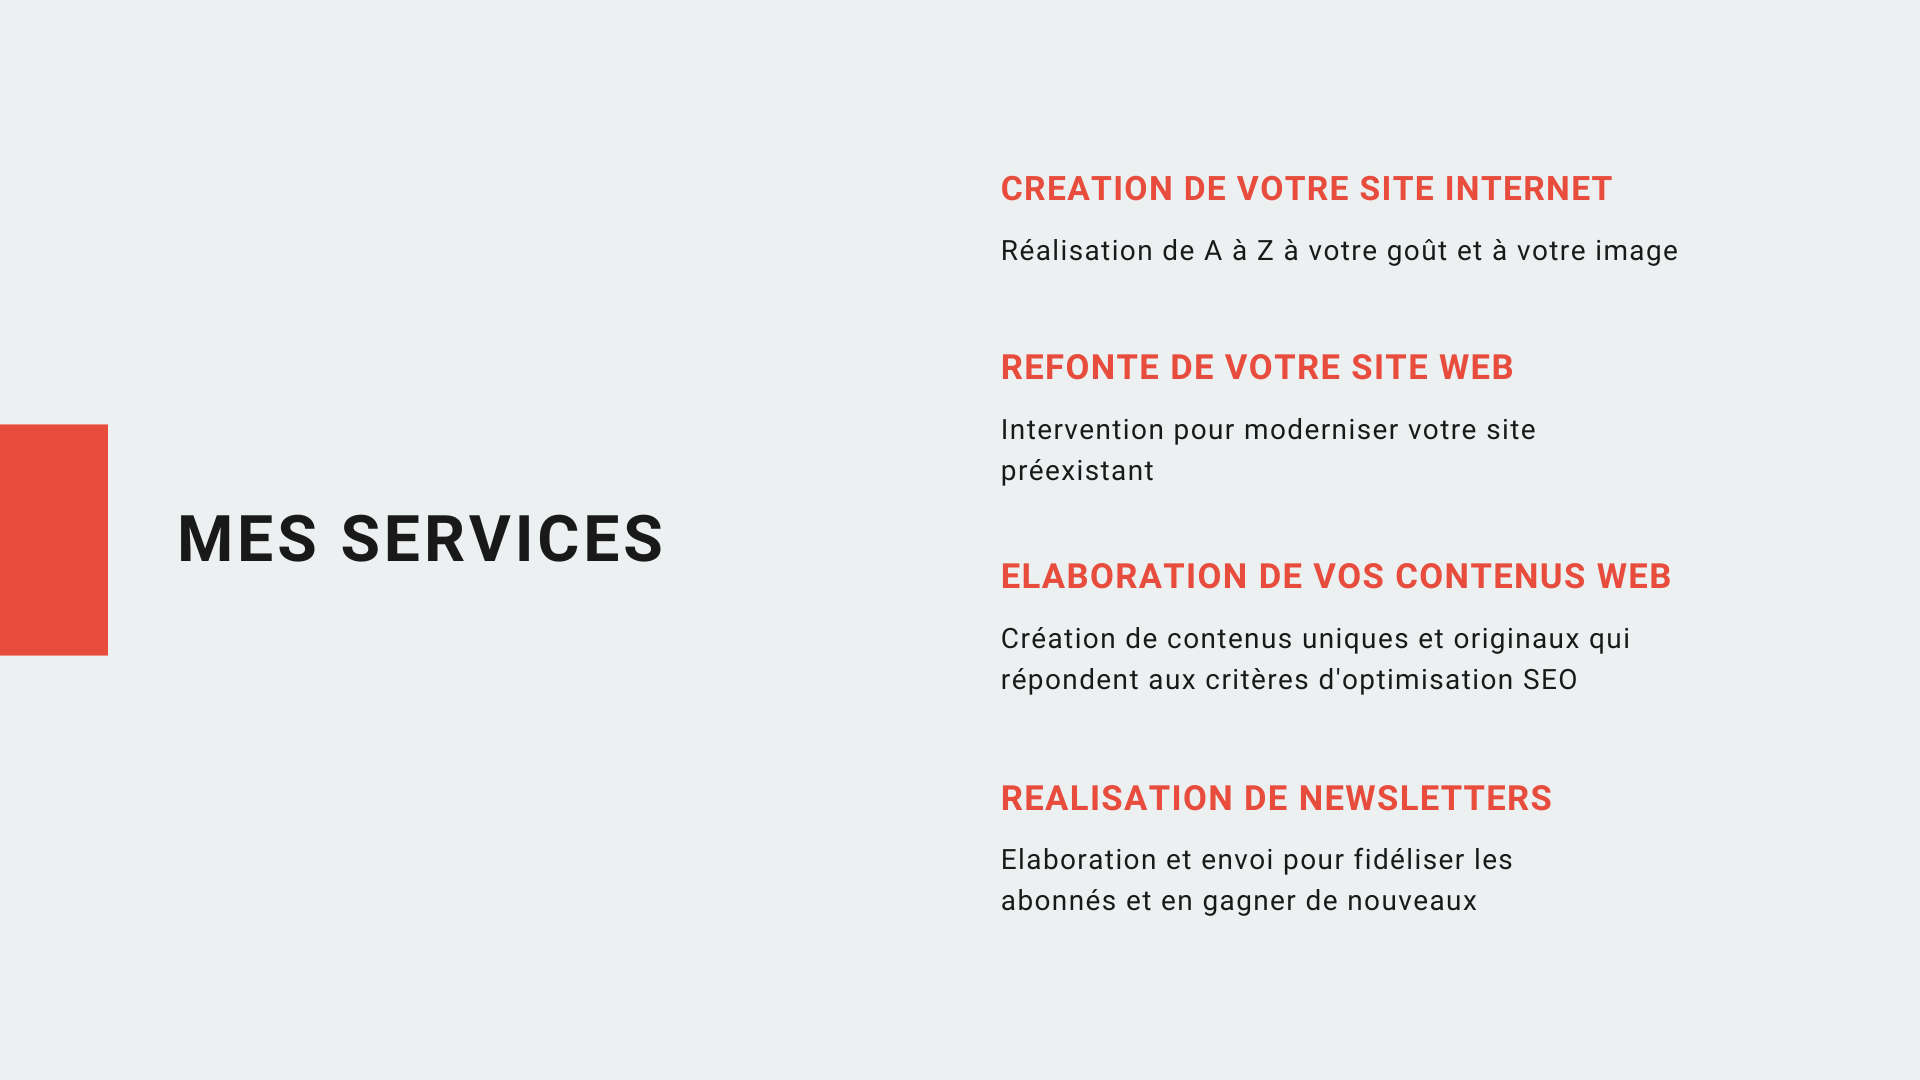 MES SERVICES
CREATION DE VOTRE SITE INTERNET
Réalisation de A à Z à votre goût et à votre image
REFONTE DE VOTRE SITE WEB
Intervention pour moderniser votre site
préexistant
ELABORATION DE VOS CONTENUS WEB
Création de contenus uniques et originaux qui
répondent aux critères d'optimisation SEO
REALISATION DE NEWSLETTERS
Elaboration et envoi pour fidéliser les
abonnés et en gagner de nouveaux